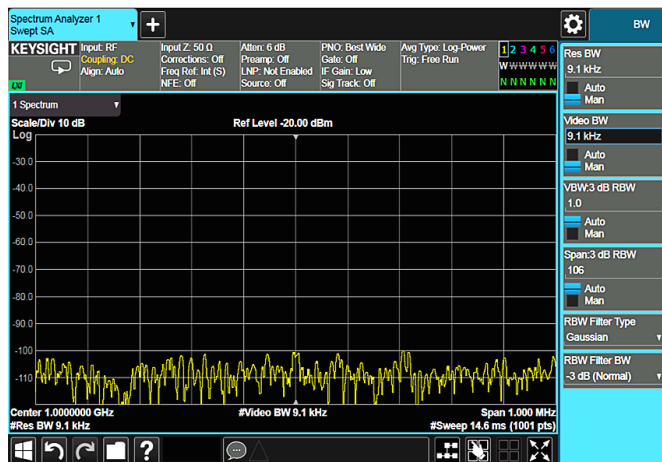 Spectrum Analyzer 1
Swept SA
+
BW
KEYSIGHT
LXI
Input: RF
Coupling: DC
Align: Auto
Input Z: 50 Ω
Corrections: Off
Freq Ref: Int (S)
NFE: Off
Atten: 6 dB
Preamp: Off
LNP: Not Enabled
Source: Off
PNO: Best Wide
Gate: Off
IF Gain: Low
Sig Track: Off
Avg Type: Log-Power
Trig: Free Run
1 2 3 4 5 6
W W W W W W
N N N N N N
1 Spectrum
Scale/Div 10 dB
Ref Level -20.00 dBm
Log
-30.0
-40.0
-50.0
-60.0
-70.0
-80.0
-90.0
-100
-110
Center 1.0000000 GHz
#Video BW 9.1 kHz
Span 1.000 MHz
#Res BW 9.1 kHz
#Sweep 14.6 ms (1001 pts)
?
Res BW
9.1 kHz
Auto
Man
Video BW
9.1 kHz
Auto
Man
VBW:3 dB RBW
1.0
Auto
Man
Span:3 dB RBW
106
Auto
Man
RBW Filter Type
Gaussian
RBW Filter BW
-3 dB (Normal)